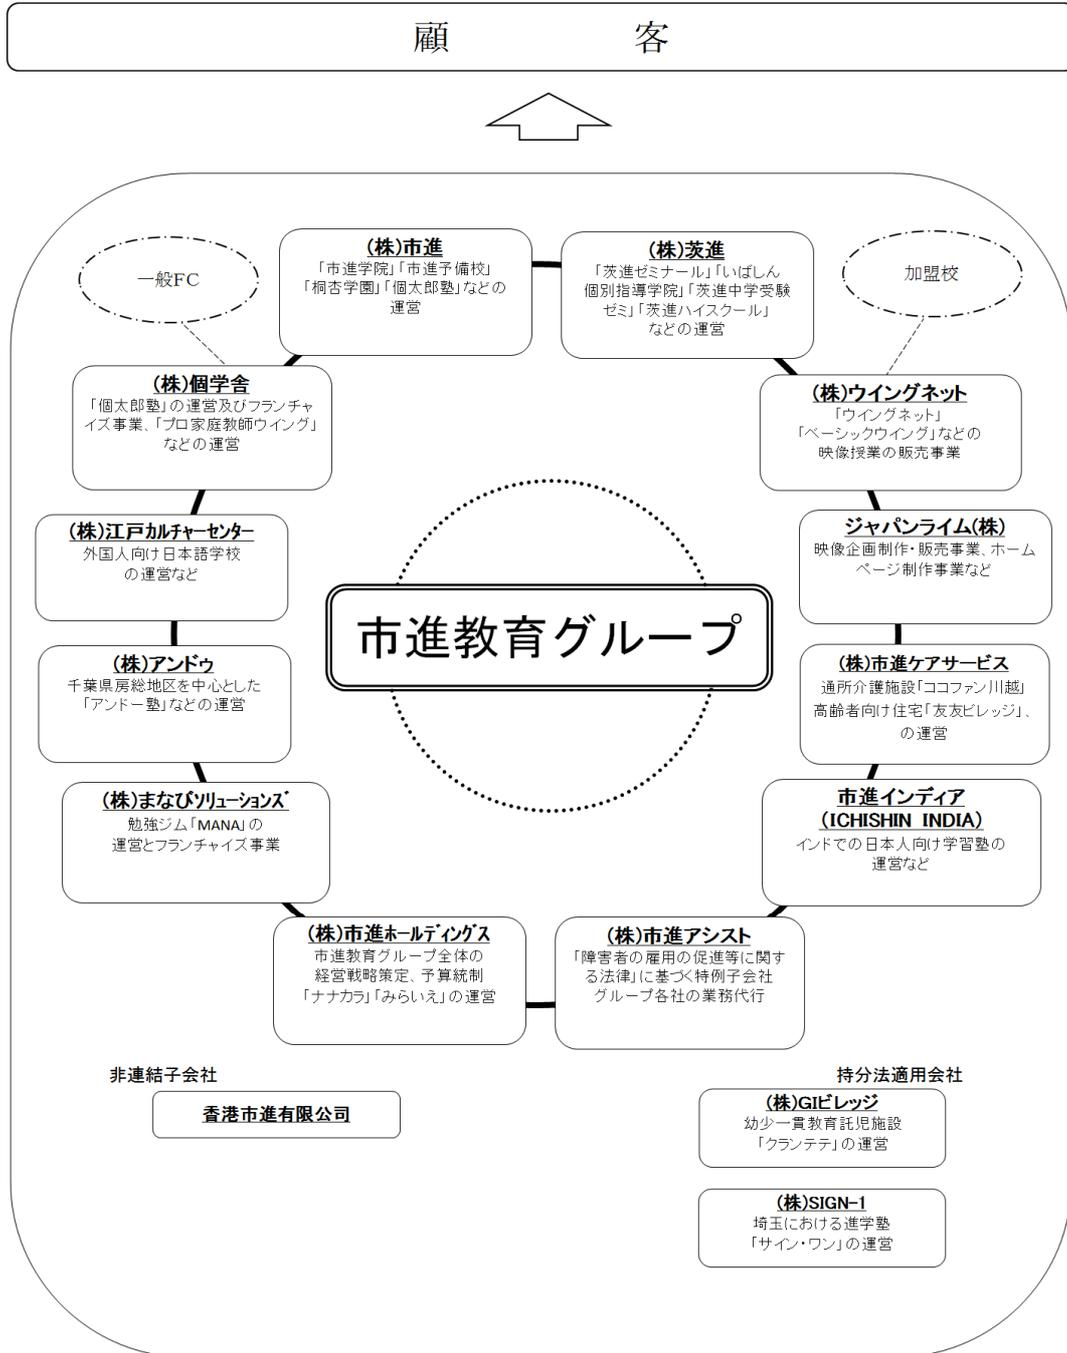 顧 客
一般FC
(株)市進
「市進学院」「市進予備校」
「桐杏学園」「個太郎塾」などの
運営
(株)茨進
「茨進ゼミナール」「いばしん
個別指導学院」「茨進中学受験
ゼミ」「茨進ハイスクール」
などの運営
加盟校
(株)個学舎
「個太郎塾」の運営及びフランチャ
イズ事業、「プロ家庭教師ウイング」
などの運営
(株)ウイングネット
「ウイングネット」
「ベーシックウイング」などの
映像授業の販売事業
(株)江戸カルチャーセンター
外国人向け日本語学校
の運営など
ジャパンライム(株)
映像企画制作・販売事業、ホーム
ページ制作事業など
市進教育グループ
(株)アンドゥ
千葉県房総地区を中心とした
「アンドー塾」などの運営
(株)市進ケアサービス
通所介護施設「ココファン川越」
高齢者向け住宅「友友ビレッジ」、
の運営
(株)まなびソリューションズ
勉強ジム「MANA」の
運営とフランチャイズ事業
市進インディア
(ICHISHIN INDIA)
インドでの日本人向け学習塾の
運営など
(株)市進ホールディングス
市進教育グループ全体の
経営戦略策定、予算統制
「ナナカラ」「みらいえ」の運営
(株)市進アシスト
「障害者の雇用の促進等に関す
る法律」に基づく特例子会社
グループ各社の業務代行
非連結子会社
香港市進有限公司
持分法適用会社
(株)GIビレッジ
幼少一貫教育託児施設
「クランテテ」の運営
(株)SIGN-1
埼玉における進学塾
「サイン・ワン」の運営